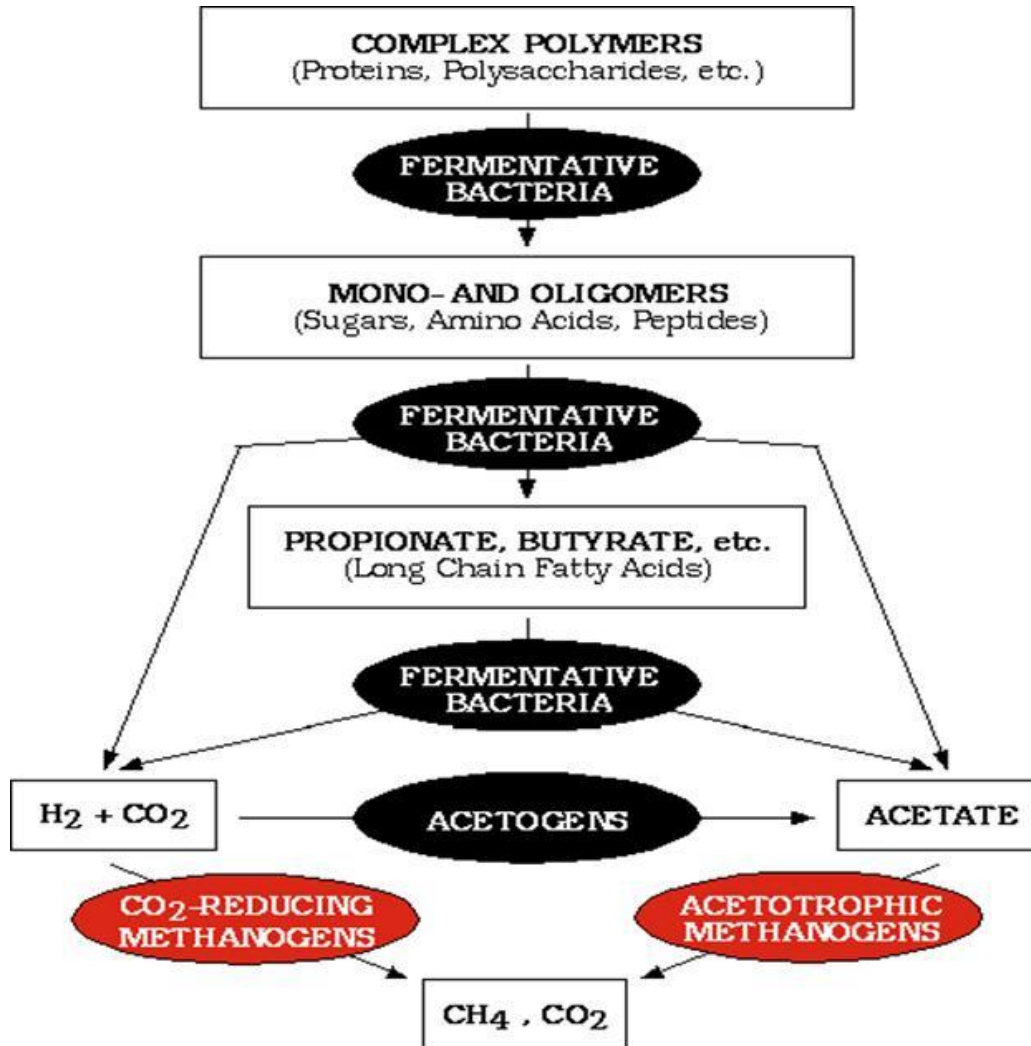 COMPLEX POLYMERS
(Proteins, Polysaccharides, etc.)
FERMENTATIVE
BACTERIA
MONO- AND OLIGOMERS
(Sugars, Amino Acids, Peptides)
FERMENTATIVE
BACTERIA
PROPIONATE, BUTYRATE, etc.
(Long Chain Fatty Acids)
FERMENTATIVE
BACTERIA
H2 + CO2
ACETOGENS
ACETATE
CO2-REDUCING
METHANOGENS
ACETOTROPHIC
METHANOGENS
CH4 , CO2